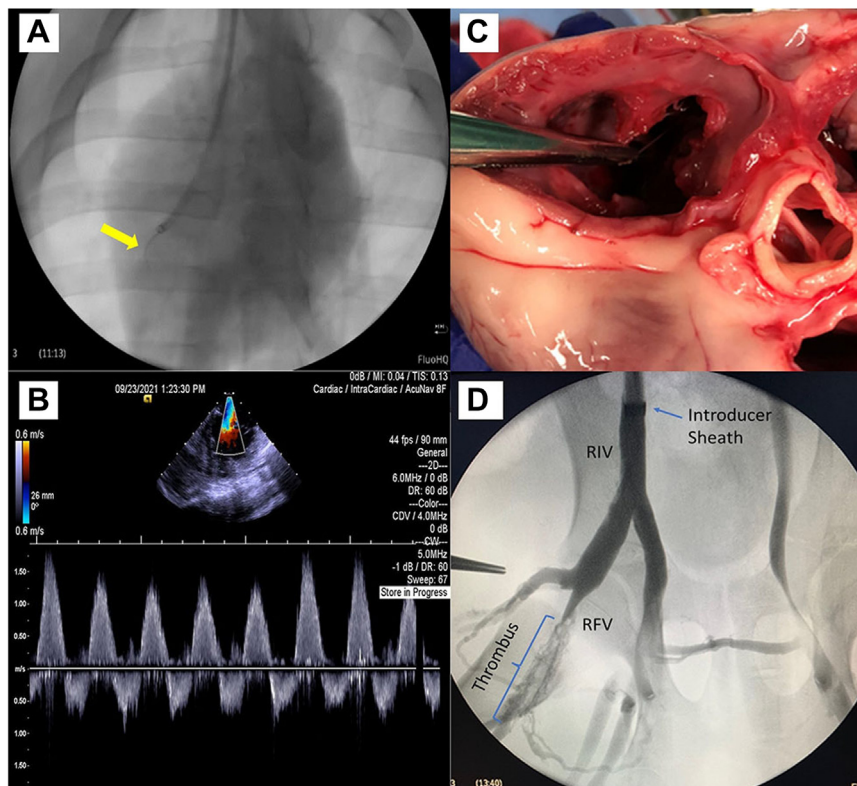 A
3 (11:13)
FluoHQ
B
09/23/2021 1:23:30 PM
0dB / MI: 0.04 / TIS: 0.13
Cardiac / IntraCardiac / AcuNav 8F
44 fps / 90 mm
General
---2D---
6.0MHz / 0 dB
DR: 60 dB
---Color---
CDV / 4.0MHz
0 dB
---CW---
5.0MHz
-1 dB / DR: 60
Sweep: 67
Store in Progress
0.6 m/s
26 mm
0°
0.6 m/s
1.50
1.00
0.50
m/s
0.50
1.00
1.50
C
D
Introducer
Sheath
RIV
RFV
Thrombus
3 (13:40)